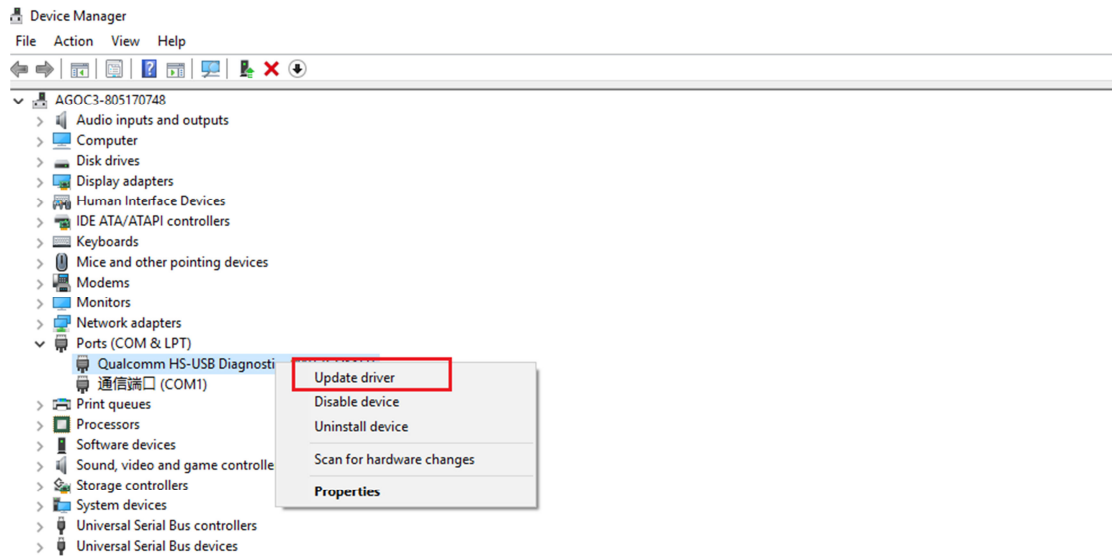 Device Manager
File Action View Help
AGOC3-805170748
Audio inputs and outputs
Computer
Disk drives
Display adapters
Human Interface Devices
IDE ATA/ATAPI controllers
Keyboards
Mice and other pointing devices
Modems
Monitors
Network adapters
Ports (COM & LPT)
Qualcomm HS-USB Diagnosti
Update driver
通信端口 (COM1)
Disable device
Print queues
Processors
Uninstall device
Software devices
Sound, video and game controlle
Scan for hardware changes
Storage controllers
Properties
System devices
Universal Serial Bus controllers
Universal Serial Bus devices